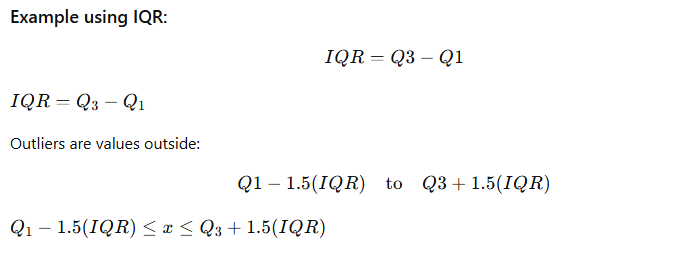 Example using IQR:
IQR = Q3 − Q1
IQR = Q₃ − Q₁
Outliers are values outside:
Q1 − 1.5(IQR) to Q3 + 1.5(IQR)
Q₁ − 1.5(IQR) ≤ x ≤ Q₃ + 1.5(IQR)